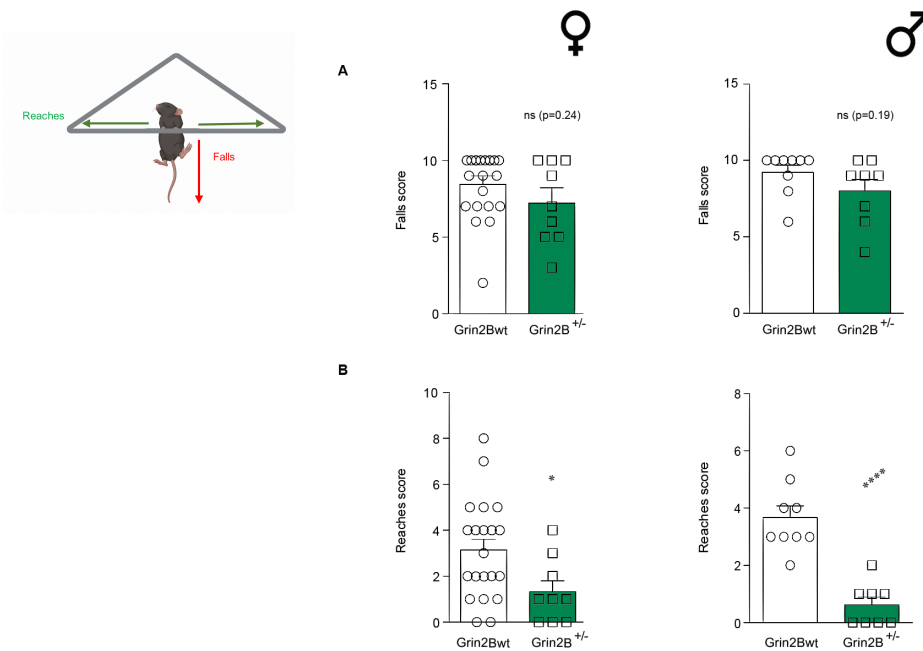 ♀
♂
A
Reaches
Falls
15
10
5
0
Falls score
ns (p=0.24)
Grin2Bwt
Grin2B+/-
15
10
5
0
Falls score
ns (p=0.19)
Grin2Bwt
Grin2B+/-
B
10
8
6
4
2
0
Reaches score
*
Grin2Bwt
Grin2B+/-
8
6
4
2
0
Reaches score
****
Grin2Bwt
Grin2B+/-